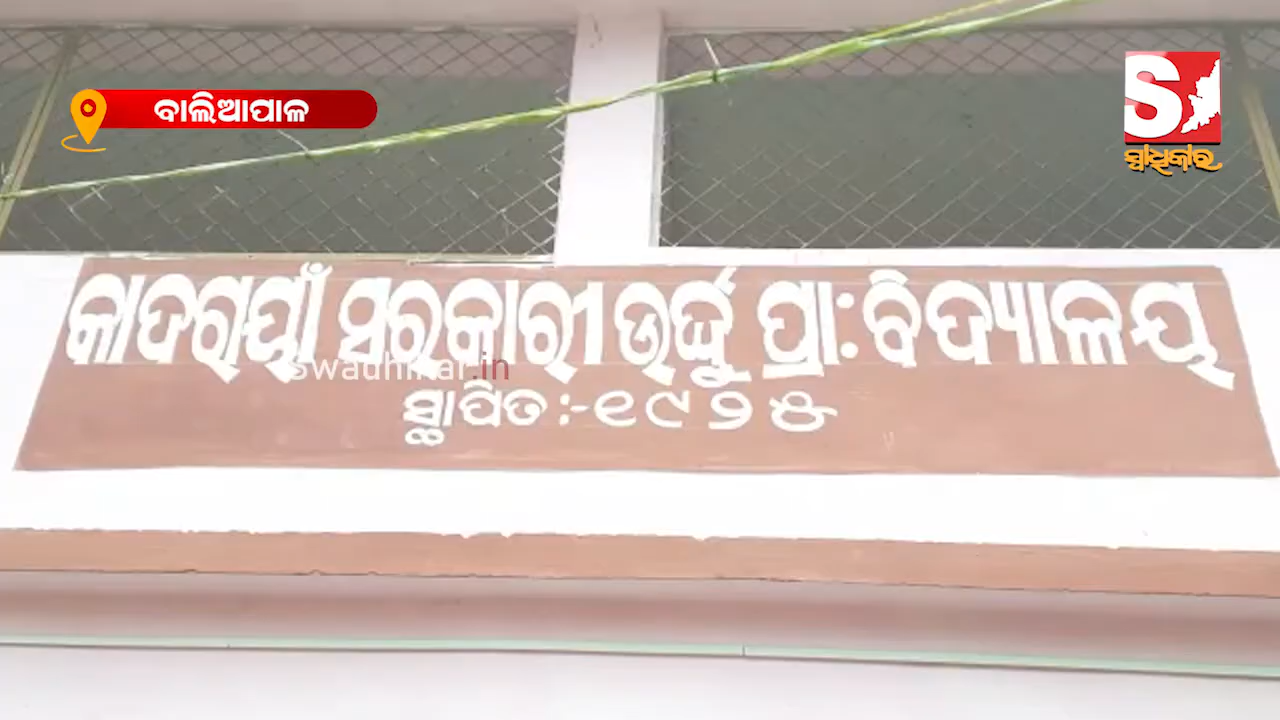 ବାଲିଆପାଳ
S
ସ୍ଵାଧିକାର
କାଦରାୟାଁ ସରକାରୀ ଉର୍ଦ୍ଦୁ ପ୍ରା: ବିଦ୍ୟାଳୟ
swadhikar.in
ସ୍ଥାପିତ :- ୧୯୨୫